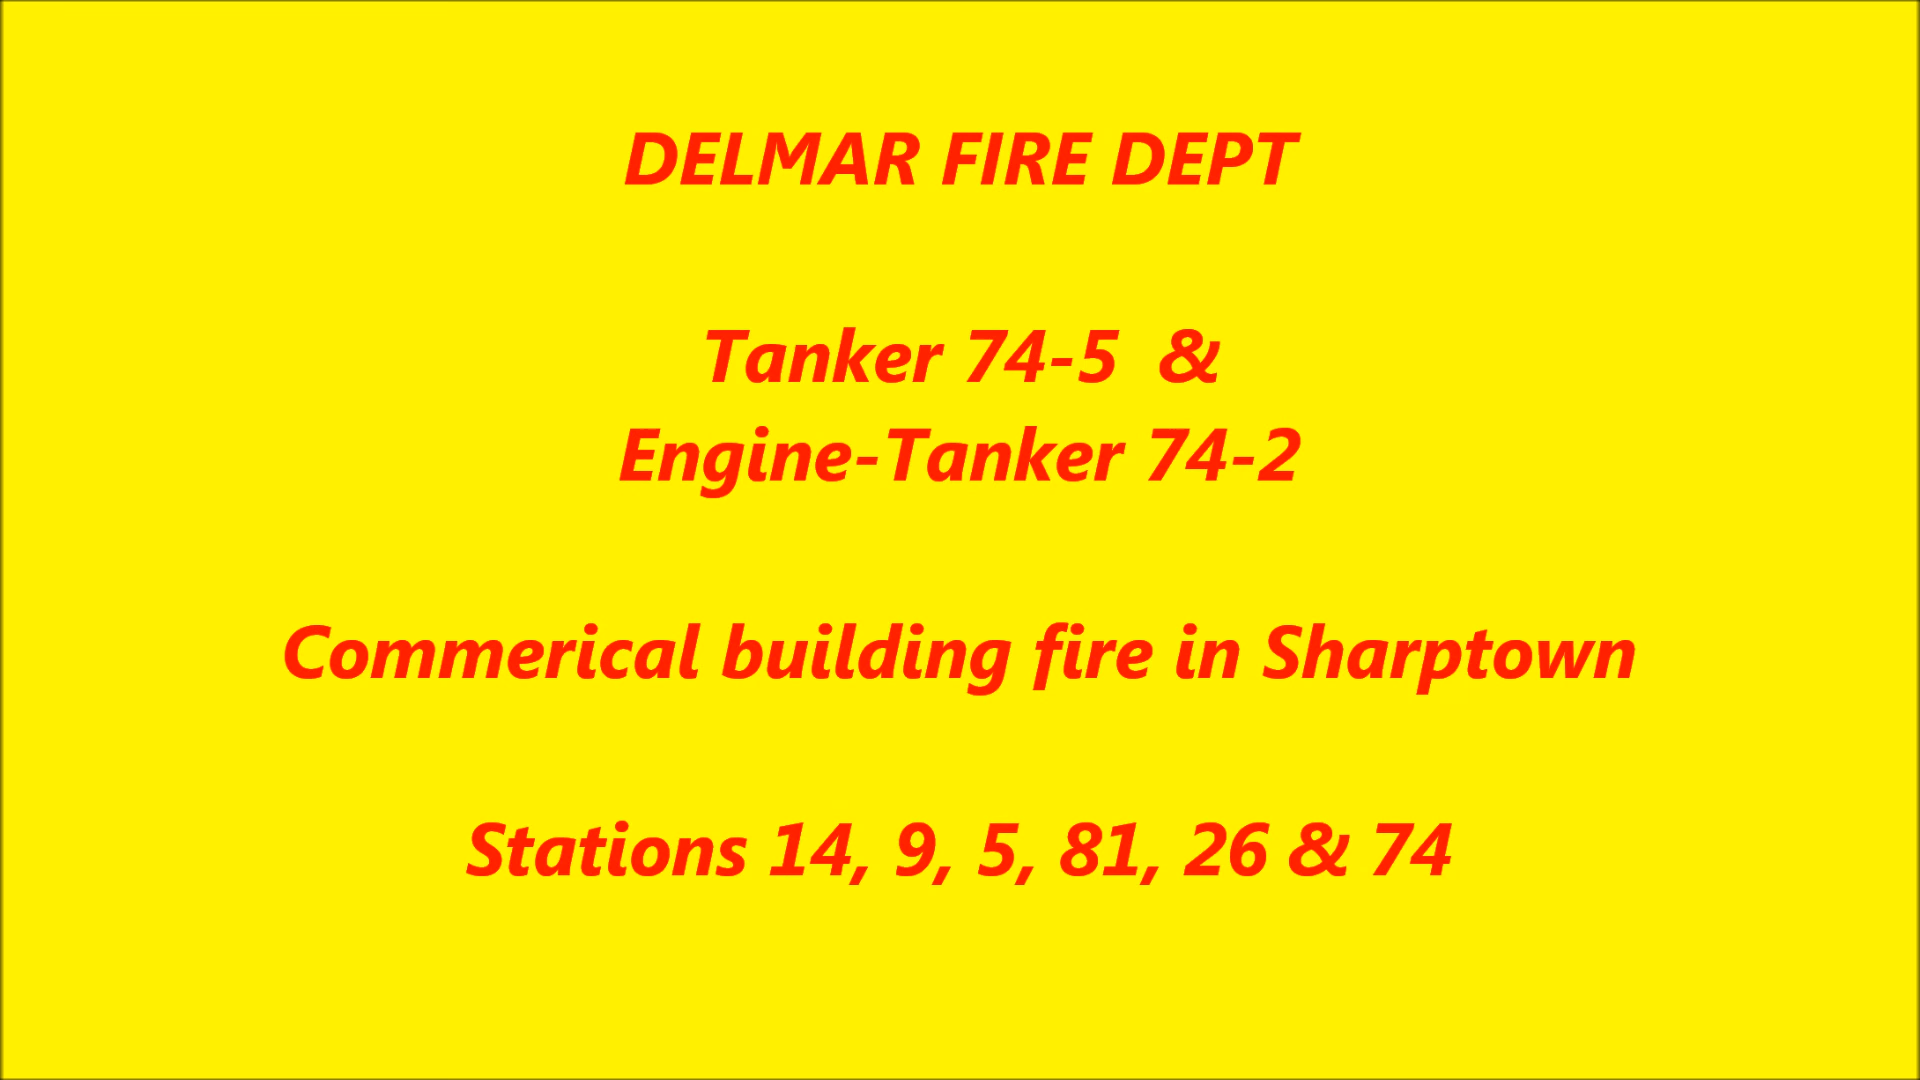 DELMAR FIRE DEPT
Tanker 74-5 &
Engine-Tanker 74-2
Commerical building fire in Sharptown
Stations 14, 9, 5, 81, 26 & 74